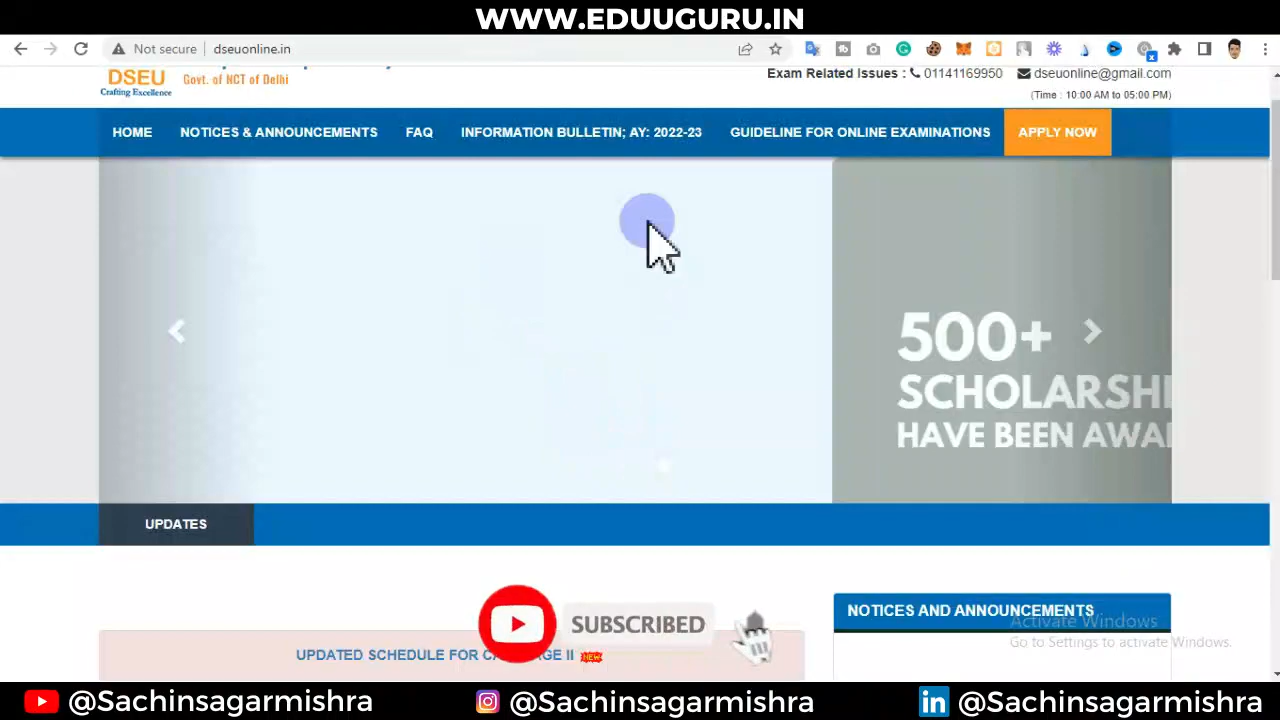 WWW.EDUUGURU.IN
Not secure
dseuonline.in
DSEU
Crafting Excellence
Govt. of NCT of Delhi
Exam Related Issues : 01141169950 dseuonline@gmail.com
(Time : 10:00 AM to 05:00 PM)
HOME
NOTICES & ANNOUNCEMENTS
FAQ
INFORMATION BULLETIN; AY: 2022-23
GUIDELINE FOR ONLINE EXAMINATIONS
APPLY NOW
500+
SCHOLARSHI
HAVE BEEN AWA
UPDATES
SUBSCRIBED
NOTICES AND ANNOUNCEMENTS
Activate Windows
Go to Settings to activate Windows.
UPDATED SCHEDULE FOR CA AGE II NEW
@Sachinsagarmishra
@Sachinsagarmishra
@Sachinsagarmishra